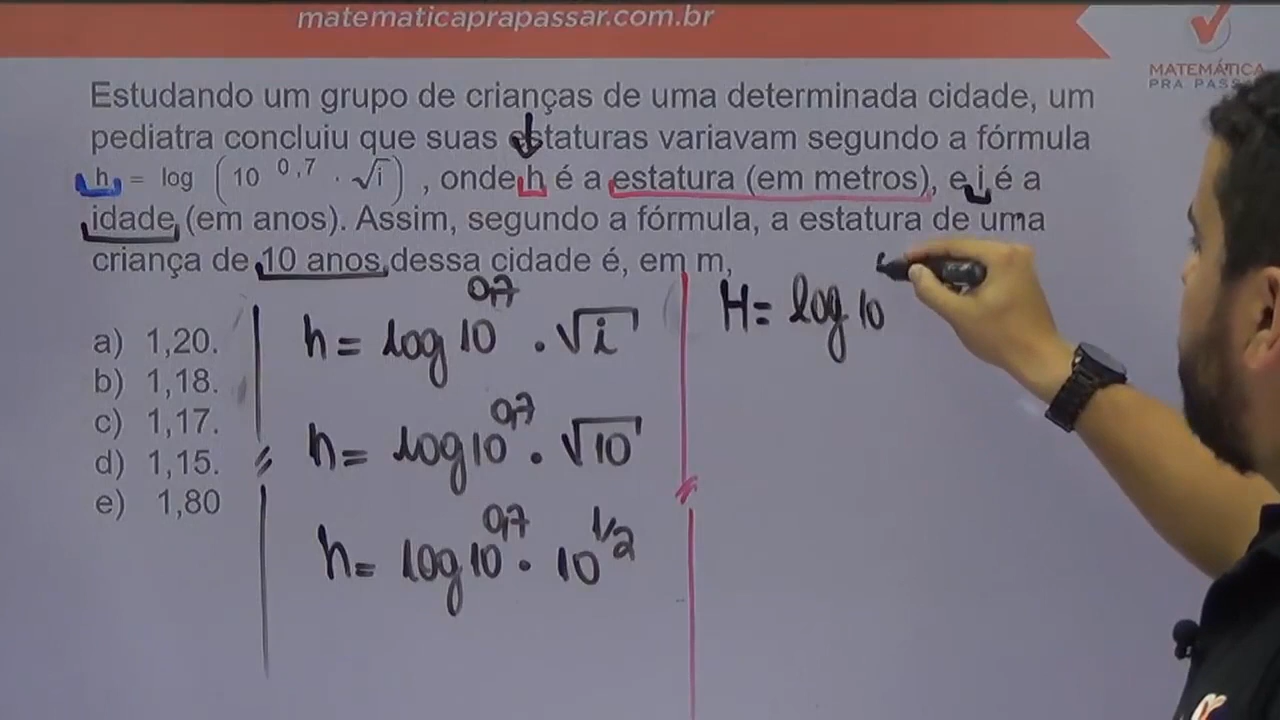 matematicaprapassar.com.br
MATEMÁTICA
PRA PASSA
Estudando um grupo de crianças de uma determinada cidade, um
pediatra concluiu que suas estaturas variavam segundo a fórmula
h = log (10^0,7 · √i) , onde h é a estatura (em metros), e i é a
idade (em anos). Assim, segundo a fórmula, a estatura de uma
criança de 10 anos dessa cidade é, em m,
a) 1,20.
b) 1,18.
c) 1,17.
d) 1,15.
e) 1,80
h = log 10^0,7 · √i
h = log 10^0,7 · √10
h = log 10^0,7 · 10^1/2
H = log 10